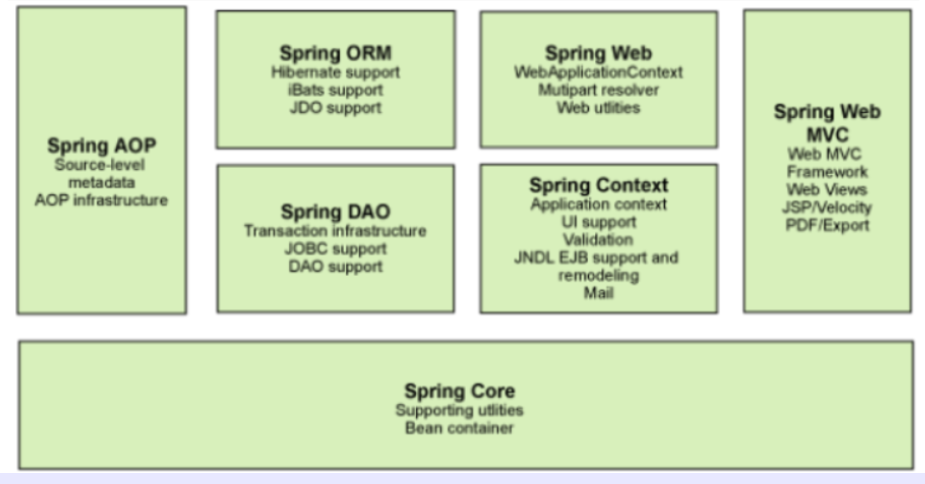 Spring AOP
Source-level
metadata
AOP infrastructure
Spring ORM
Hibernate support
iBats support
JDO support
Spring DAO
Transaction infrastructure
JOBC support
DAO support
Spring Web
WebApplicationContext
Mutipart resolver
Web utlities
Spring Context
Application context
UI support
Validation
JNDL EJB support and
remodeling
Mail
Spring Web
MVC
Web MVC
Framework
Web Views
JSP/Velocity
PDF/Export
Spring Core
Supporting utlities
Bean container